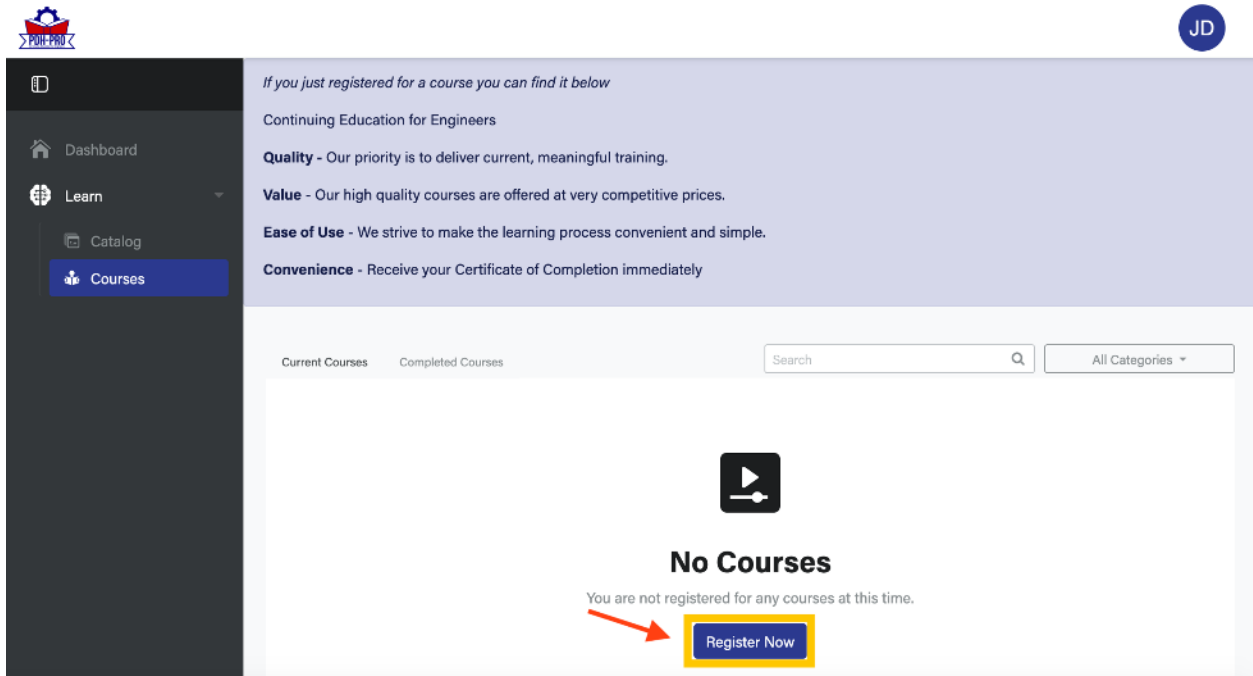 PDH-PRO
JD
If you just registered for a course you can find it below
Continuing Education for Engineers
Quality - Our priority is to deliver current, meaningful training.
Value - Our high quality courses are offered at very competitive prices.
Ease of Use - We strive to make the learning process convenient and simple.
Convenience - Receive your Certificate of Completion immediately
Dashboard
Learn
Catalog
Courses
Current Courses Completed Courses Search All Categories
No Courses
You are not registered for any courses at this time.
Register Now